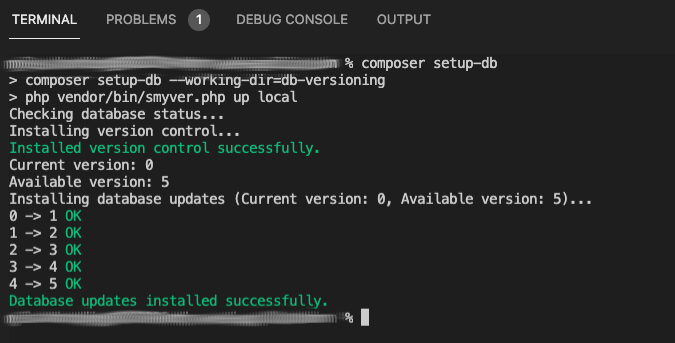 TERMINAL PROBLEMS 1 DEBUG CONSOLE OUTPUT
% composer setup-db
> composer setup-db --working-dir=db-versioning
> php vendor/bin/smyver.php up local
Checking database status...
Installing version control...
Installed version control successfully.
Current version: 0
Available version: 5
Installing database updates (Current version: 0, Available version: 5)...
0 -> 1 OK
1 -> 2 OK
2 -> 3 OK
3 -> 4 OK
4 -> 5 OK
Database updates installed successfully.
%